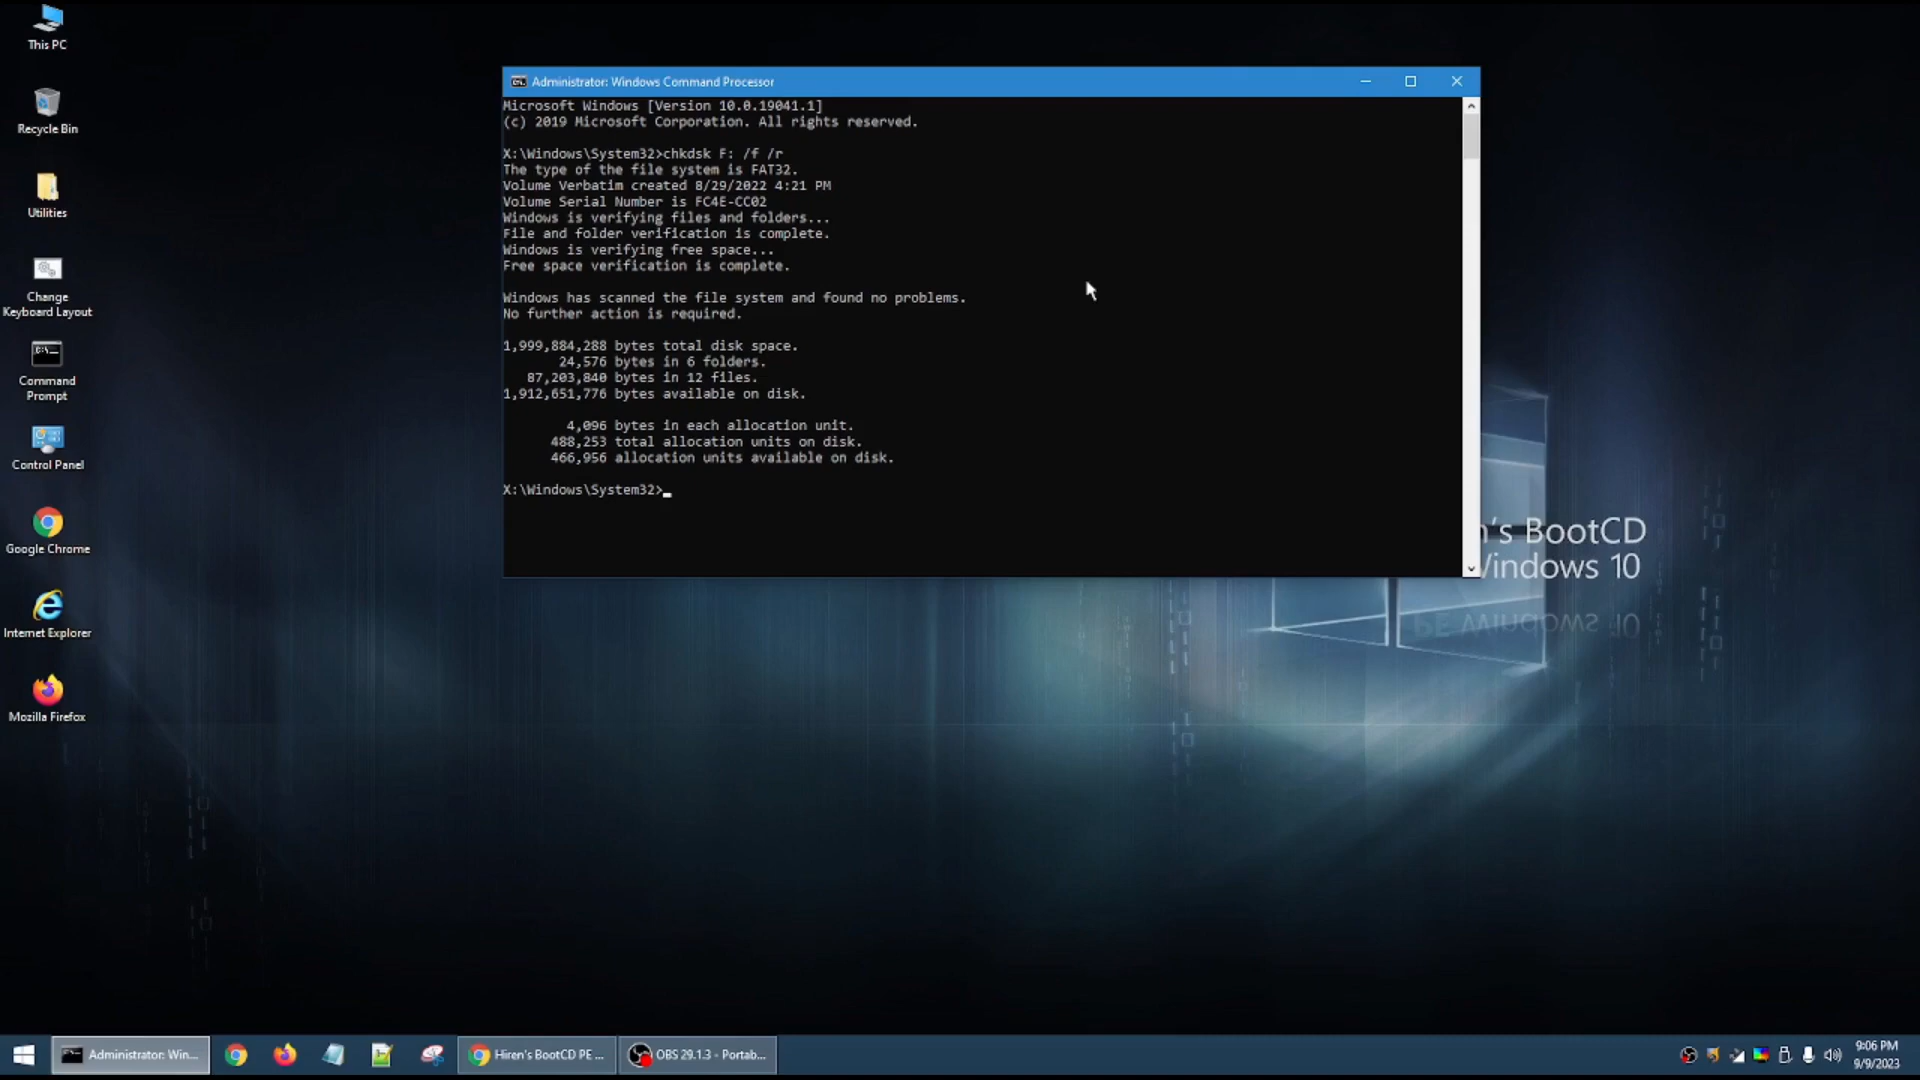 This PC
Recycle Bin
Utilities
Change
Keyboard Layout
Command
Prompt
Control Panel
Google Chrome
Internet Explorer
Mozilla Firefox
Administrator: Windows Command Processor
Microsoft Windows [Version 10.0.19041.1]
(c) 2019 Microsoft Corporation. All rights reserved.
X:\Windows\System32>chkdsk F: /f /r
The type of the file system is FAT32.
Volume Verbatim created 8/29/2022 4:21 PM
Volume Serial Number is FC4E-CC02
Windows is verifying files and folders...
File and folder verification is complete.
Windows is verifying free space...
Free space verification is complete.
Windows has scanned the file system and found no problems.
No further action is required.
1,999,884,288 bytes total disk space.
24,576 bytes in 6 folders.
87,203,840 bytes in 12 files.
1,912,651,776 bytes available on disk.
4,096 bytes in each allocation unit.
488,253 total allocation units on disk.
466,956 allocation units available on disk.
X:\Windows\System32>
n's BootCD
Windows 10
PE Windows 10
Administrator: Win...
Hiren's BootCD PE ...
OBS 29.1.3 - Portab...
9:06 PM
9/9/2023